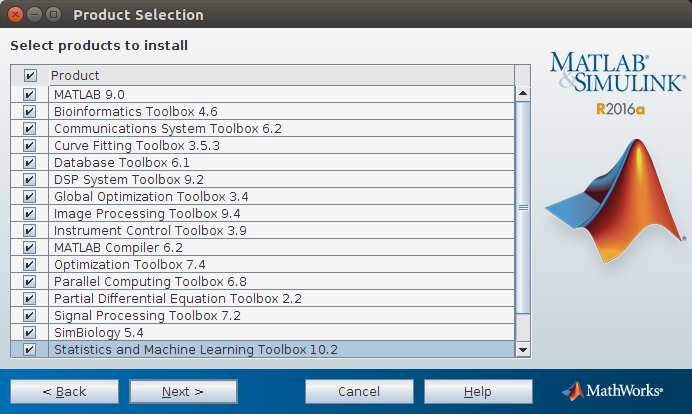 Product Selection
Select products to install
Product
MATLAB 9.0
Bioinformatics Toolbox 4.6
Communications System Toolbox 6.2
Curve Fitting Toolbox 3.5.3
Database Toolbox 6.1
DSP System Toolbox 9.2
Global Optimization Toolbox 3.4
Image Processing Toolbox 9.4
Instrument Control Toolbox 3.9
MATLAB Compiler 6.2
Optimization Toolbox 7.4
Parallel Computing Toolbox 6.8
Partial Differential Equation Toolbox 2.2
Signal Processing Toolbox 7.2
SimBiology 5.4
Statistics and Machine Learning Toolbox 10.2
MATLAB®
&SIMULINK®
R2016a
< Back
Next >
Cancel
Help
MathWorks®